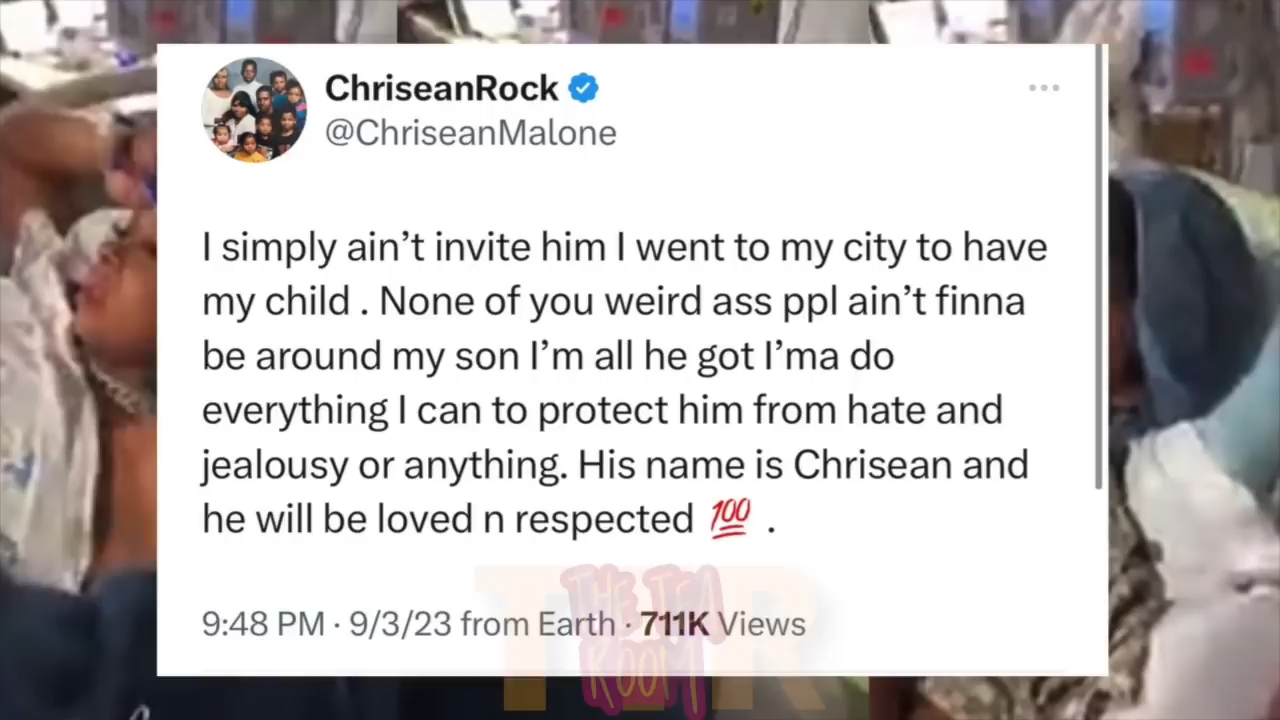 ChriseanRock
@ChriseanMalone
I simply ain’t invite him I went to my city to have
my child . None of you weird ass ppl ain’t finna
be around my son I’m all he got I’ma do
everything I can to protect him from hate and
jealousy or anything. His name is Chrisean and
he will be loved n respected 💯 .
9:48 PM · 9/3/23 from Earth · 711K Views
THE TEA
ROOM
TTR